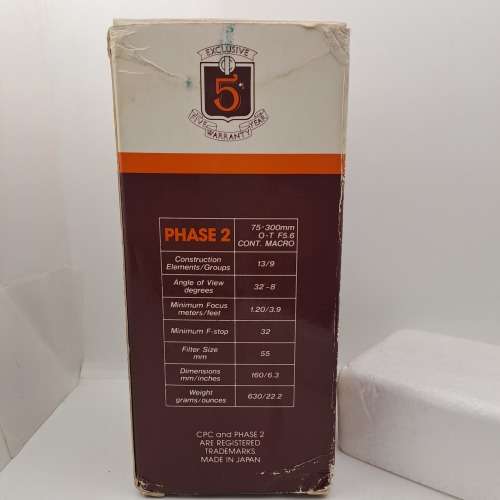 EXCLUSIVE
CPC
5
FIVE YEAR
WARRANTY
PHASE 2
75-300mm
O-T F5.6
CONT. MACRO
Construction
Elements/Groups
13/9
Angle of View
degrees
32-8
Minimum Focus
meters/feet
1.20/3.9
Minimum F-stop
32
Filter Size
mm
55
Dimensions
mm/inches
160/6.3
Weight
grams/ounces
630/22.2
CPC and PHASE 2
ARE REGISTERED
TRADEMARKS
MADE IN JAPAN